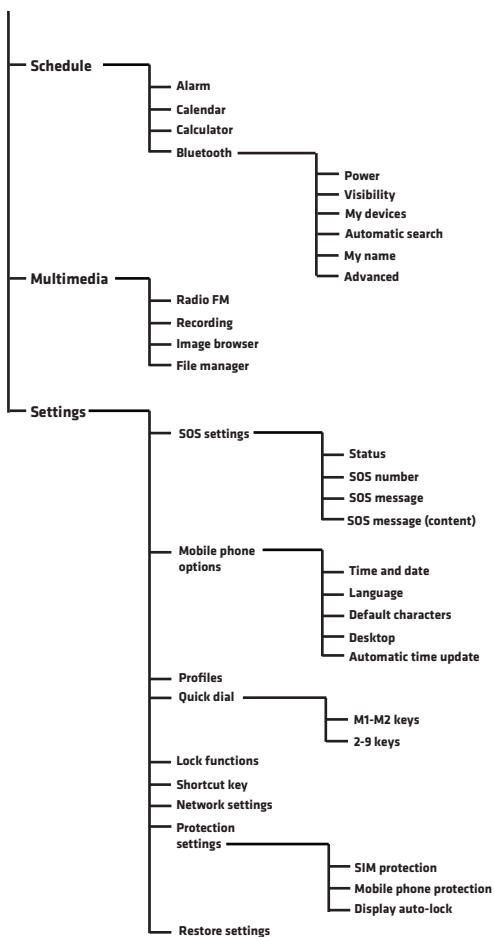 Schedule
Alarm
Calendar
Calculator
Bluetooth
Power
Visibility
My devices
Automatic search
My name
Advanced
Multimedia
Radio FM
Recording
Image browser
File manager
Settings
SOS settings
Status
SOS number
SOS message
SOS message (content)
Mobile phone
options
Time and date
Language
Default characters
Desktop
Automatic time update
Profiles
Quick dial
M1-M2 keys
2-9 keys
Lock functions
Shortcut key
Network settings
Protection
settings
SIM protection
Mobile phone protection
Display auto-lock
Restore settings